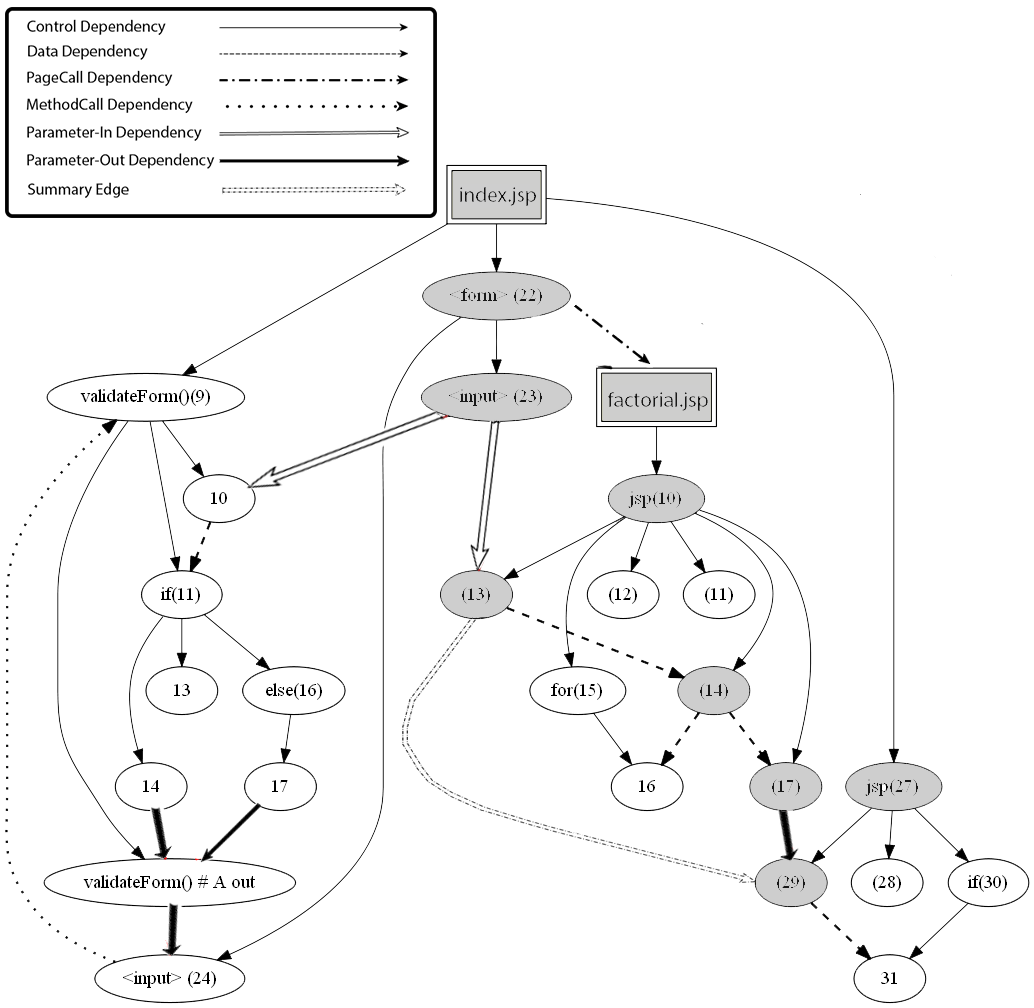 Control Dependency
Data Dependency
PageCall Dependency
MethodCall Dependency
Parameter-In Dependency
Parameter-Out Dependency
Summary Edge
index.jsp
<form> (22)
validateForm()(9)
<input> (23)
factorial.jsp
10
jsp(10)
if(11)
(13)
(12)
(11)
13
else(16)
for(15)
(14)
14
17
16
(17)
jsp(27)
validateForm() # A out
(29)
(28)
if(30)
<input> (24)
31